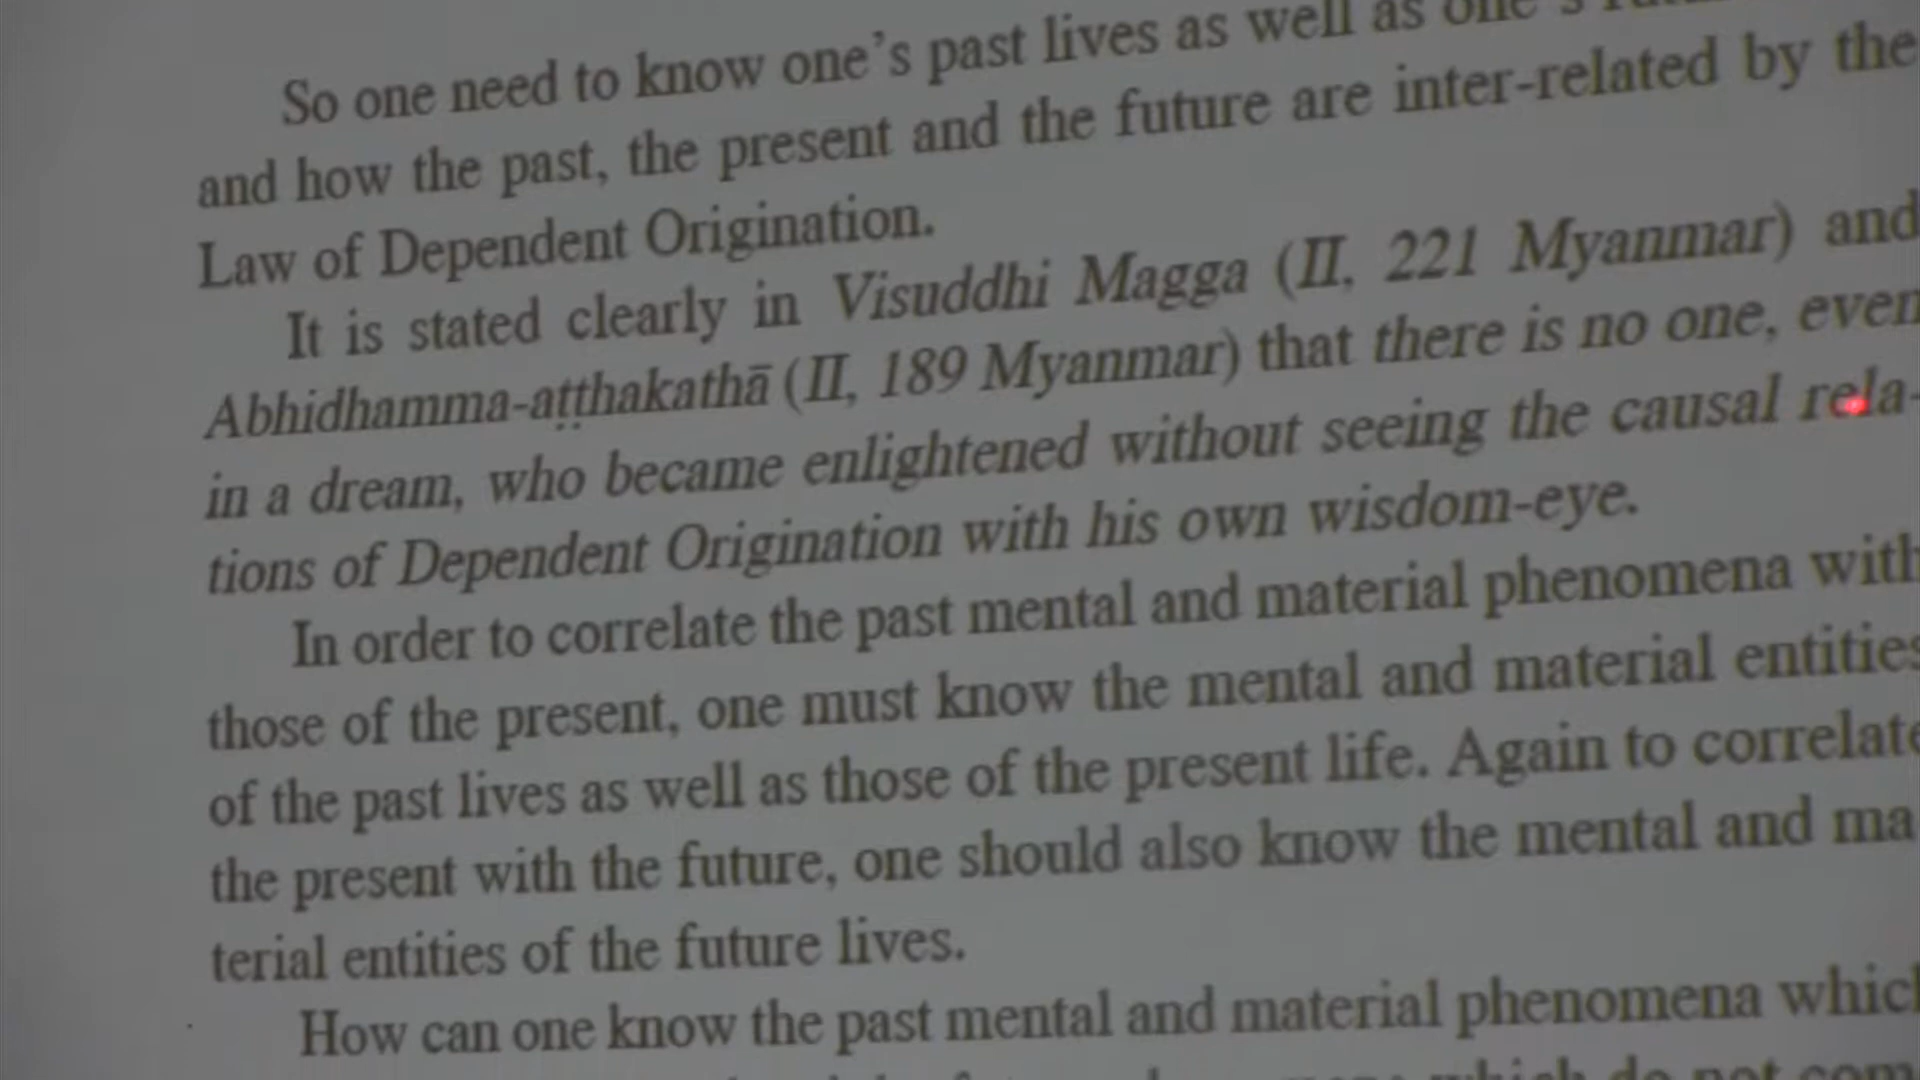 So one need to know one's past lives as well as one's
and how the past, the present and the future are inter-related by the
Law of Dependent Origination.
It is stated clearly in Visuddhi Magga (II, 221 Myanmar) and
Abhidhamma-aṭṭhakathā (II, 189 Myanmar) that there is no one, even
in a dream, who became enlightened without seeing the causal rela-
tions of Dependent Origination with his own wisdom-eye.
In order to correlate the past mental and material phenomena with
those of the present, one must know the mental and material entities
of the past lives as well as those of the present life. Again to correlate
the present with the future, one should also know the mental and ma
terial entities of the future lives.
How can one know the past mental and material phenomena which
which do not